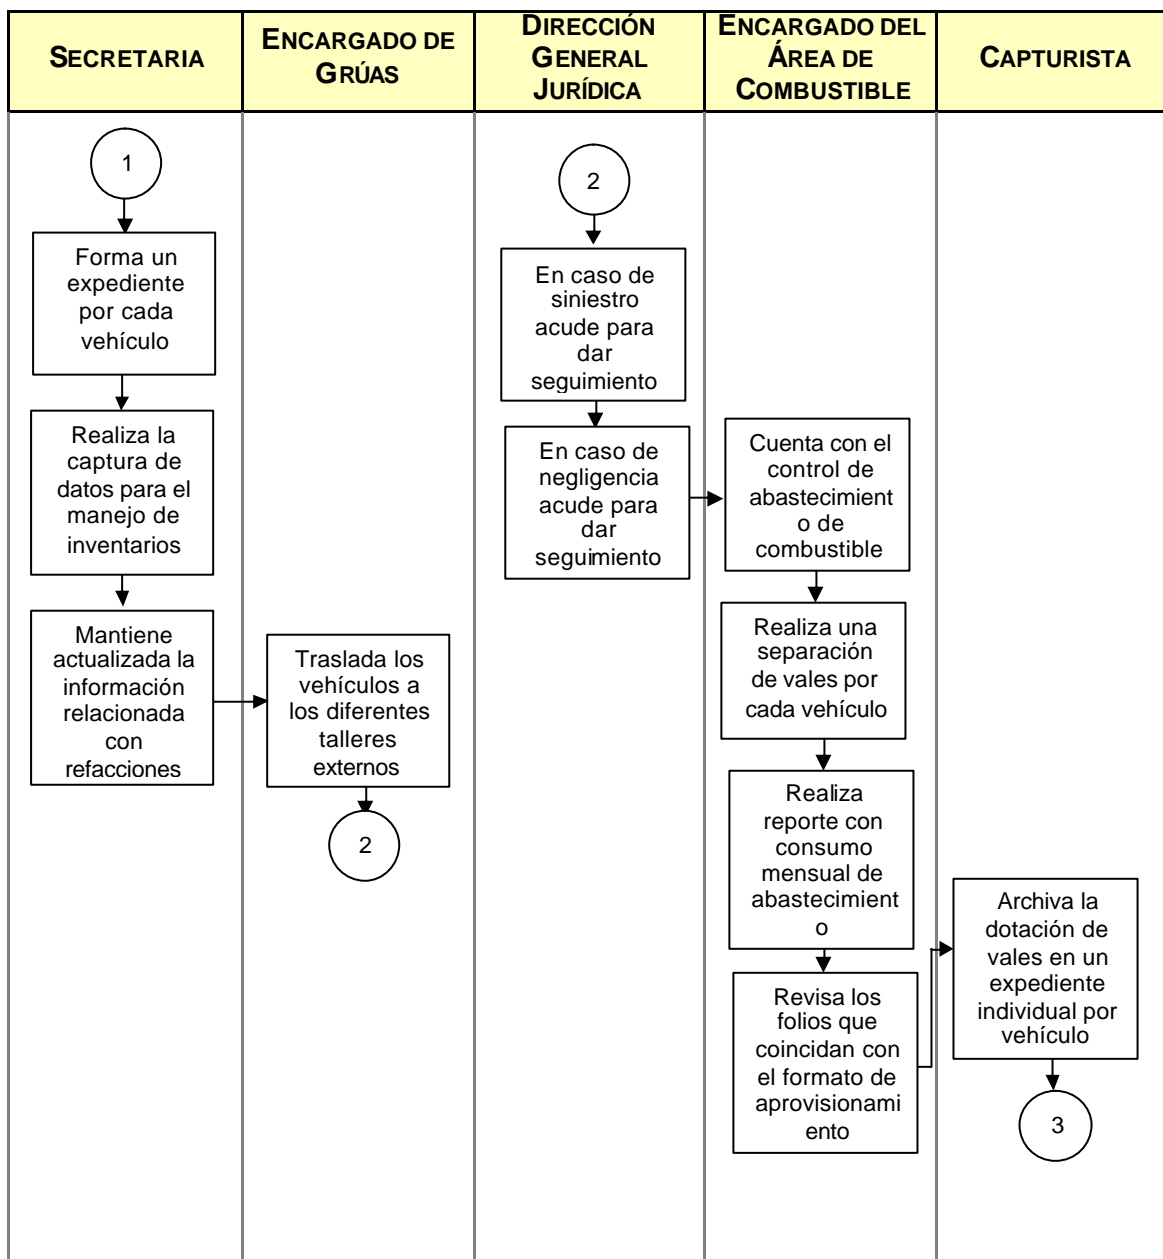 SECRETARIA
ENCARGADO DE
GRÚAS
DIRECCIÓN
GENERAL
JURÍDICA
ENCARGADO DEL
ÁREA DE
COMBUSTIBLE
CAPTURISTA
1
Forma un
expediente
por cada
vehículo
Realiza la
captura de
datos para el
manejo de
inventarios
Mantiene
actualizada la
información
relacionada
con
refacciones
Traslada los
vehículos a
los diferentes
talleres
externos
2
2
En caso de
siniestro
acude para
dar
seguimiento
En caso de
negligencia
acude para
dar
seguimiento
Cuenta con el
control de
abastecimient
o de
combustible
Realiza una
separación
de vales por
cada vehículo
Realiza
reporte con
consumo
mensual de
abastecimient
o
Revisa los
folios que
coincidan con
el formato de
aprovisionami
ento
Archiva la
dotación de
vales en un
expediente
individual por
vehículo
3